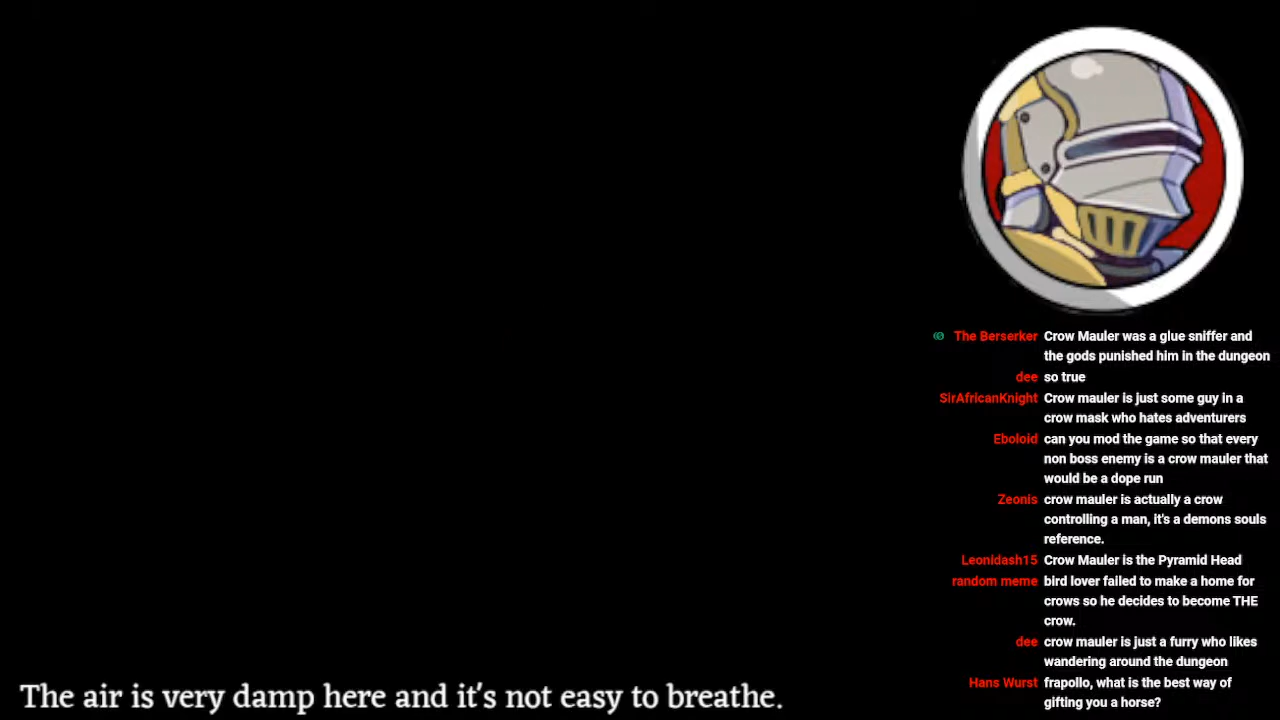 The Berserker Crow Mauler was a glue sniffer and
the gods punished him in the dungeon
dee so true
SirAfricanKnight Crow mauler is just some guy in a
crow mask who hates adventurers
Eboloid can you mod the game so that every
non boss enemy is a crow mauler that
would be a dope run
Zeonis crow mauler is actually a crow
controlling a man, it's a demons souls
reference.
Leonidash15 Crow Mauler is the Pyramid Head
random meme bird lover failed to make a home for
crows so he decides to become THE
crow.
dee crow mauler is just a furry who likes
wandering around the dungeon
Hans Wurst frapollo, what is the best way of
gifting you a horse?
The air is very damp here and it's not easy to breathe.